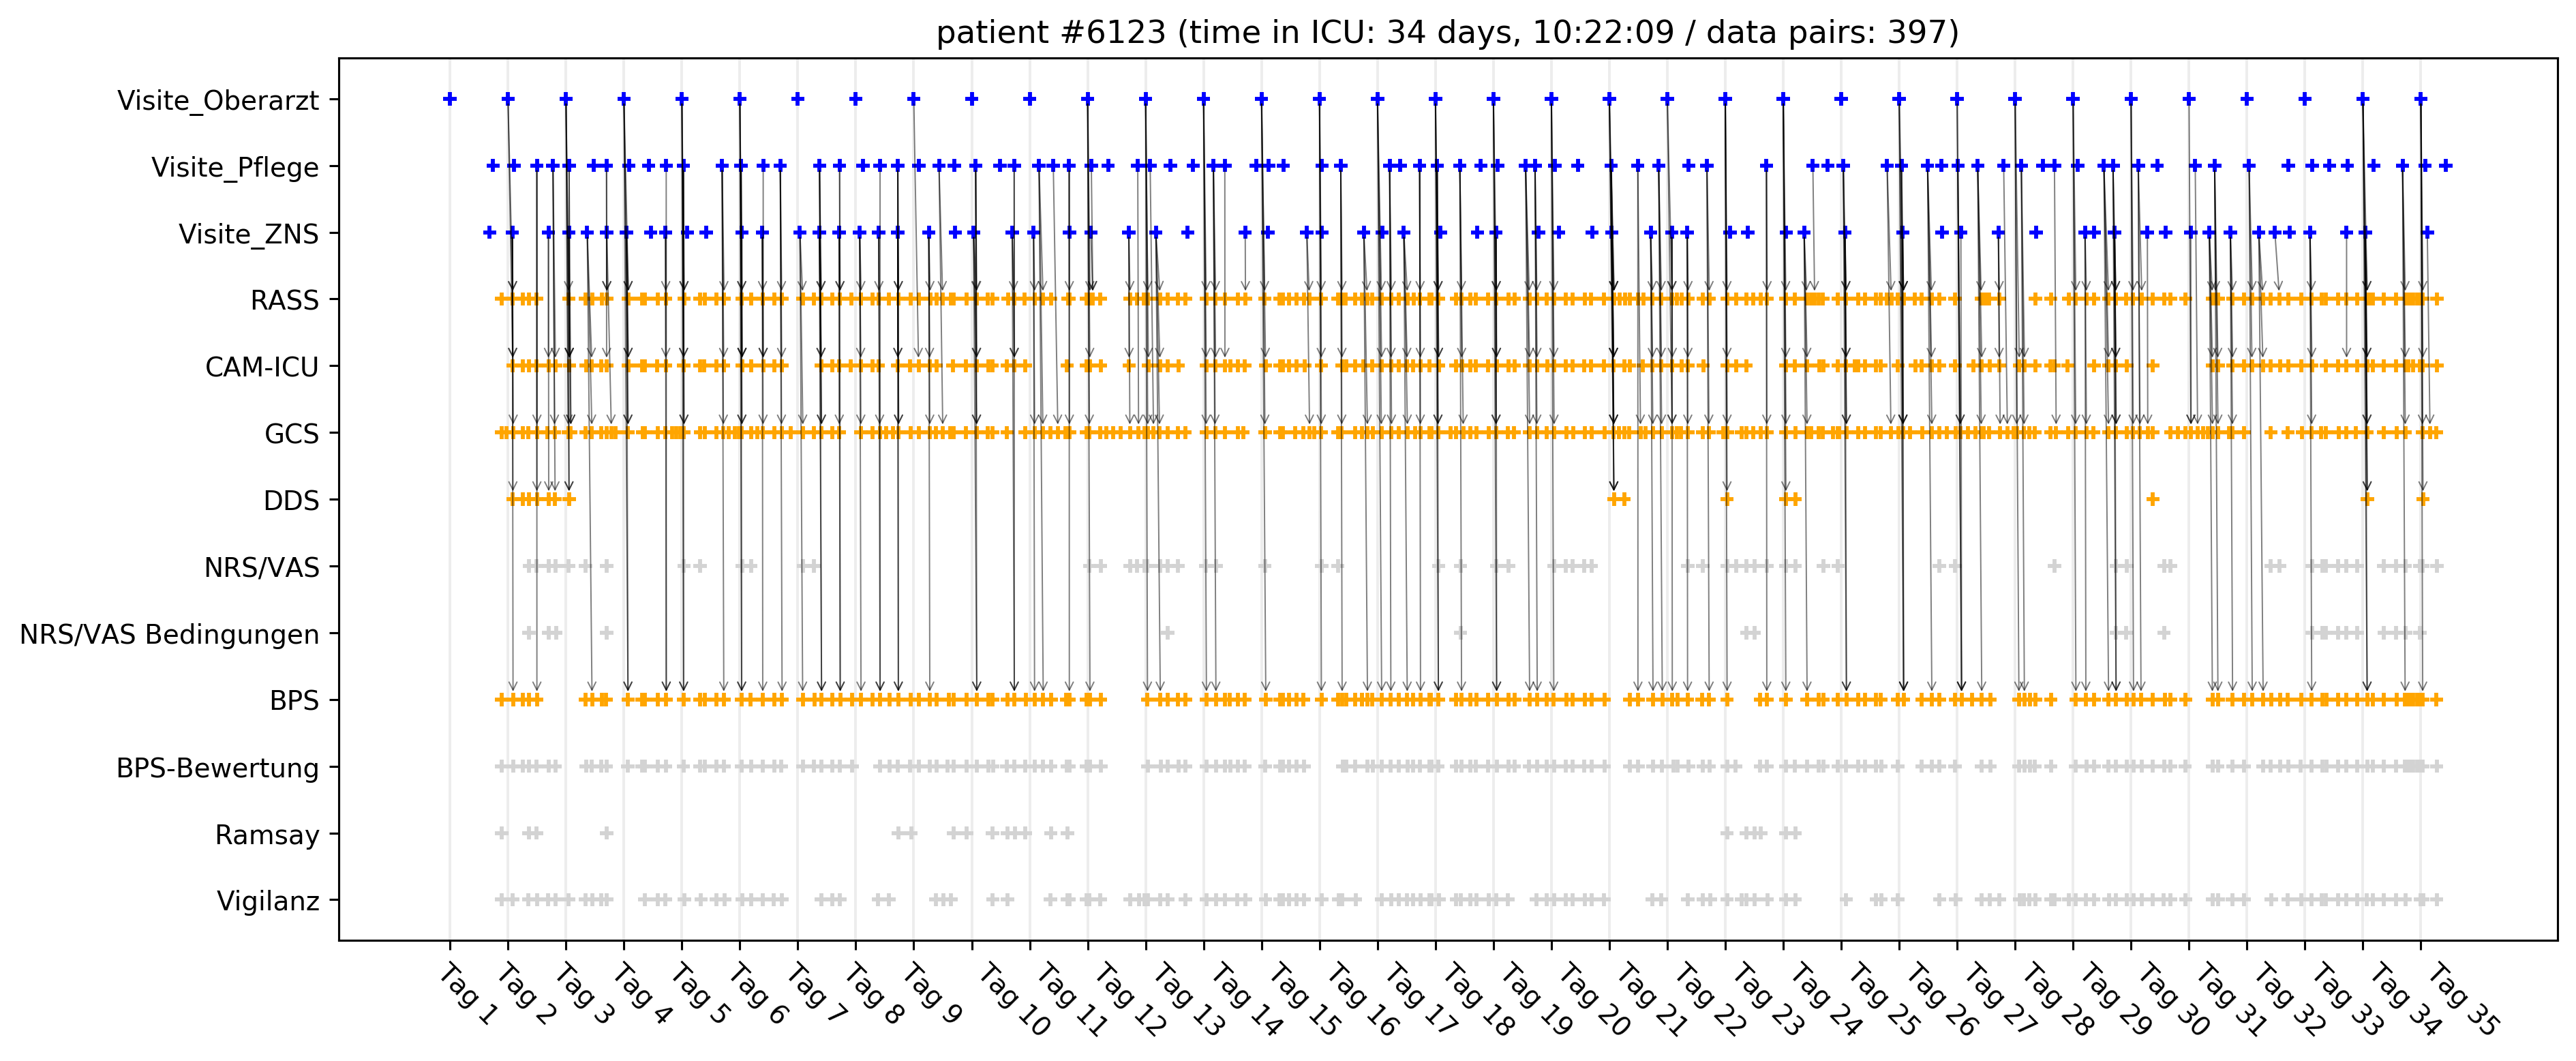 patient #6123 (time in ICU: 34 days, 10:22:09 / data pairs: 397)
Visite_Oberarzt
Visite_Pflege
Visite_ZNS
RASS
CAM-ICU
GCS
DDS
NRS/VAS
NRS/VAS Bedingungen
BPS
BPS-Bewertung
Ramsay
Vigilanz
Tag 1
Tag 2
Tag 3
Tag 4
Tag 5
Tag 6
Tag 7
Tag 8
Tag 9
Tag 10
Tag 11
Tag 12
Tag 13
Tag 14
Tag 15
Tag 16
Tag 17
Tag 18
Tag 19
Tag 20
Tag 21
Tag 22
Tag 23
Tag 24
Tag 25
Tag 26
Tag 27
Tag 28
Tag 29
Tag 30
Tag 31
Tag 32
Tag 33
Tag 34
Tag 35